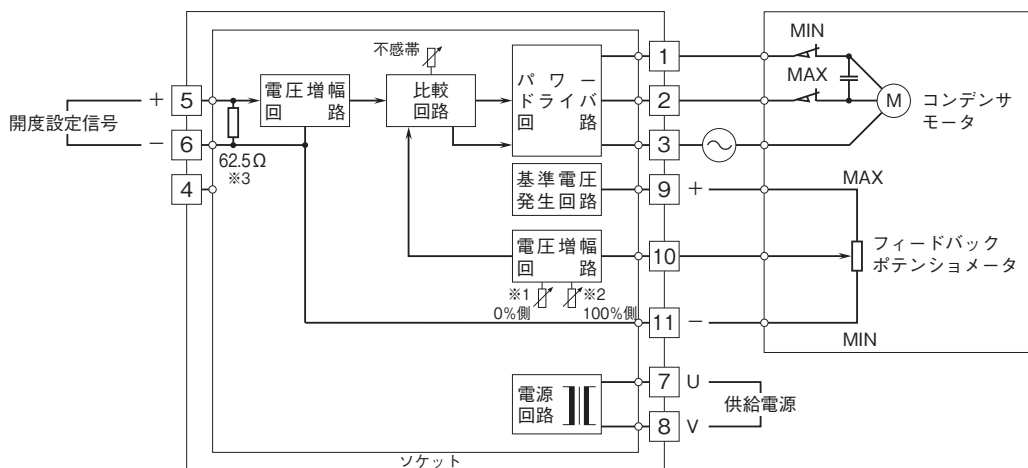 不感帯
電圧増幅
回　　路
比較
回路
パワー
ドライバ
回　　路
1
2
3
MIN
MAX
M
コンデンサ
モータ
開度設定信号
+
5
−
6
4
62.5Ω
※3
基準電圧
発生回路
9
+
MAX
電圧増幅
回　　路
10
フィードバック
ポテンショメータ
※1
0%側
※2
100%側
11
−
MIN
電源
回路
7
U
8
V
供給電源
ソケット